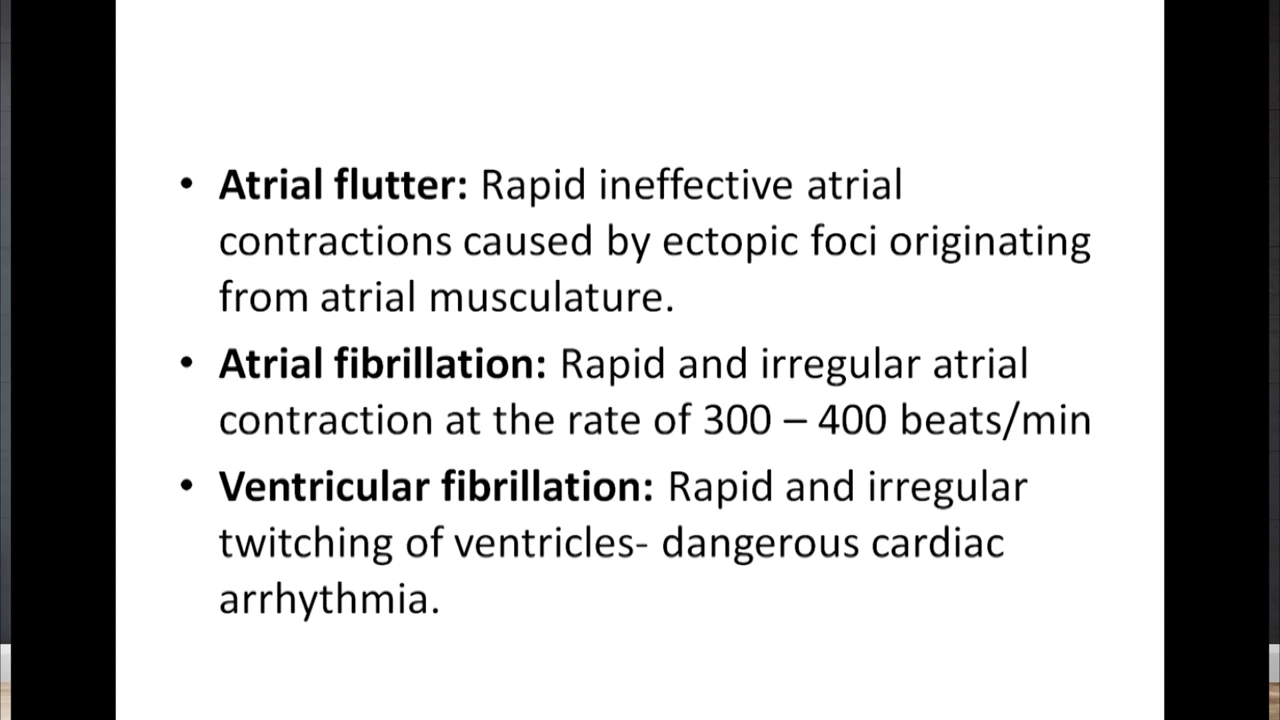 • Atrial flutter: Rapid ineffective atrial
contractions caused by ectopic foci originating
from atrial musculature.
• Atrial fibrillation: Rapid and irregular atrial
contraction at the rate of 300 – 400 beats/min
• Ventricular fibrillation: Rapid and irregular
twitching of ventricles- dangerous cardiac
arrhythmia.